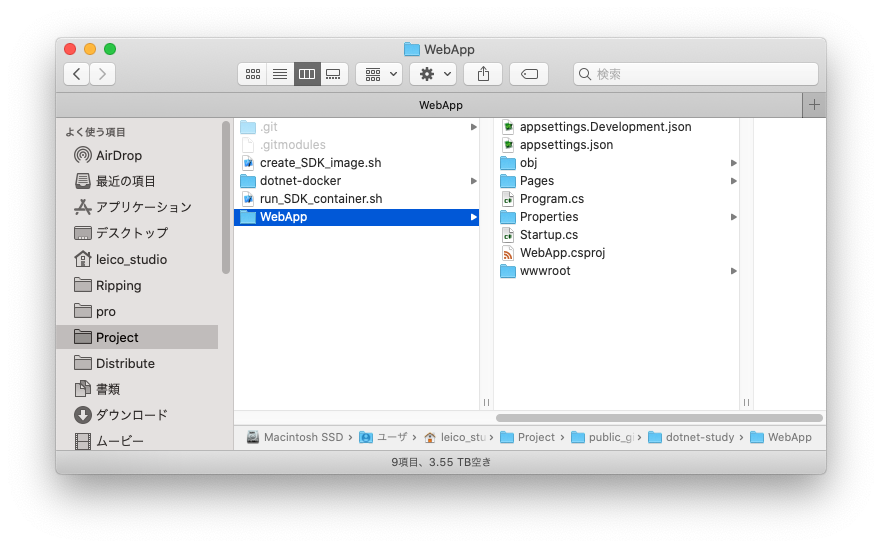 WebApp
検索
WebApp
よく使う項目
AirDrop
最近の項目
アプリケーション
デスクトップ
leico_studio
Ripping
pro
Project
Distribute
書類
ダウンロード
ムービー
.git
.gitmodules
create_SDK_image.sh
dotnet-docker
run_SDK_container.sh
WebApp
appsettings.Development.json
appsettings.json
obj
Pages
Program.cs
Properties
Startup.cs
WebApp.csproj
wwwroot
Macintosh SSD › ユーザ › leico_stu › Project › public_gi › dotnet-study › WebApp
9項目、3.55 TB空き